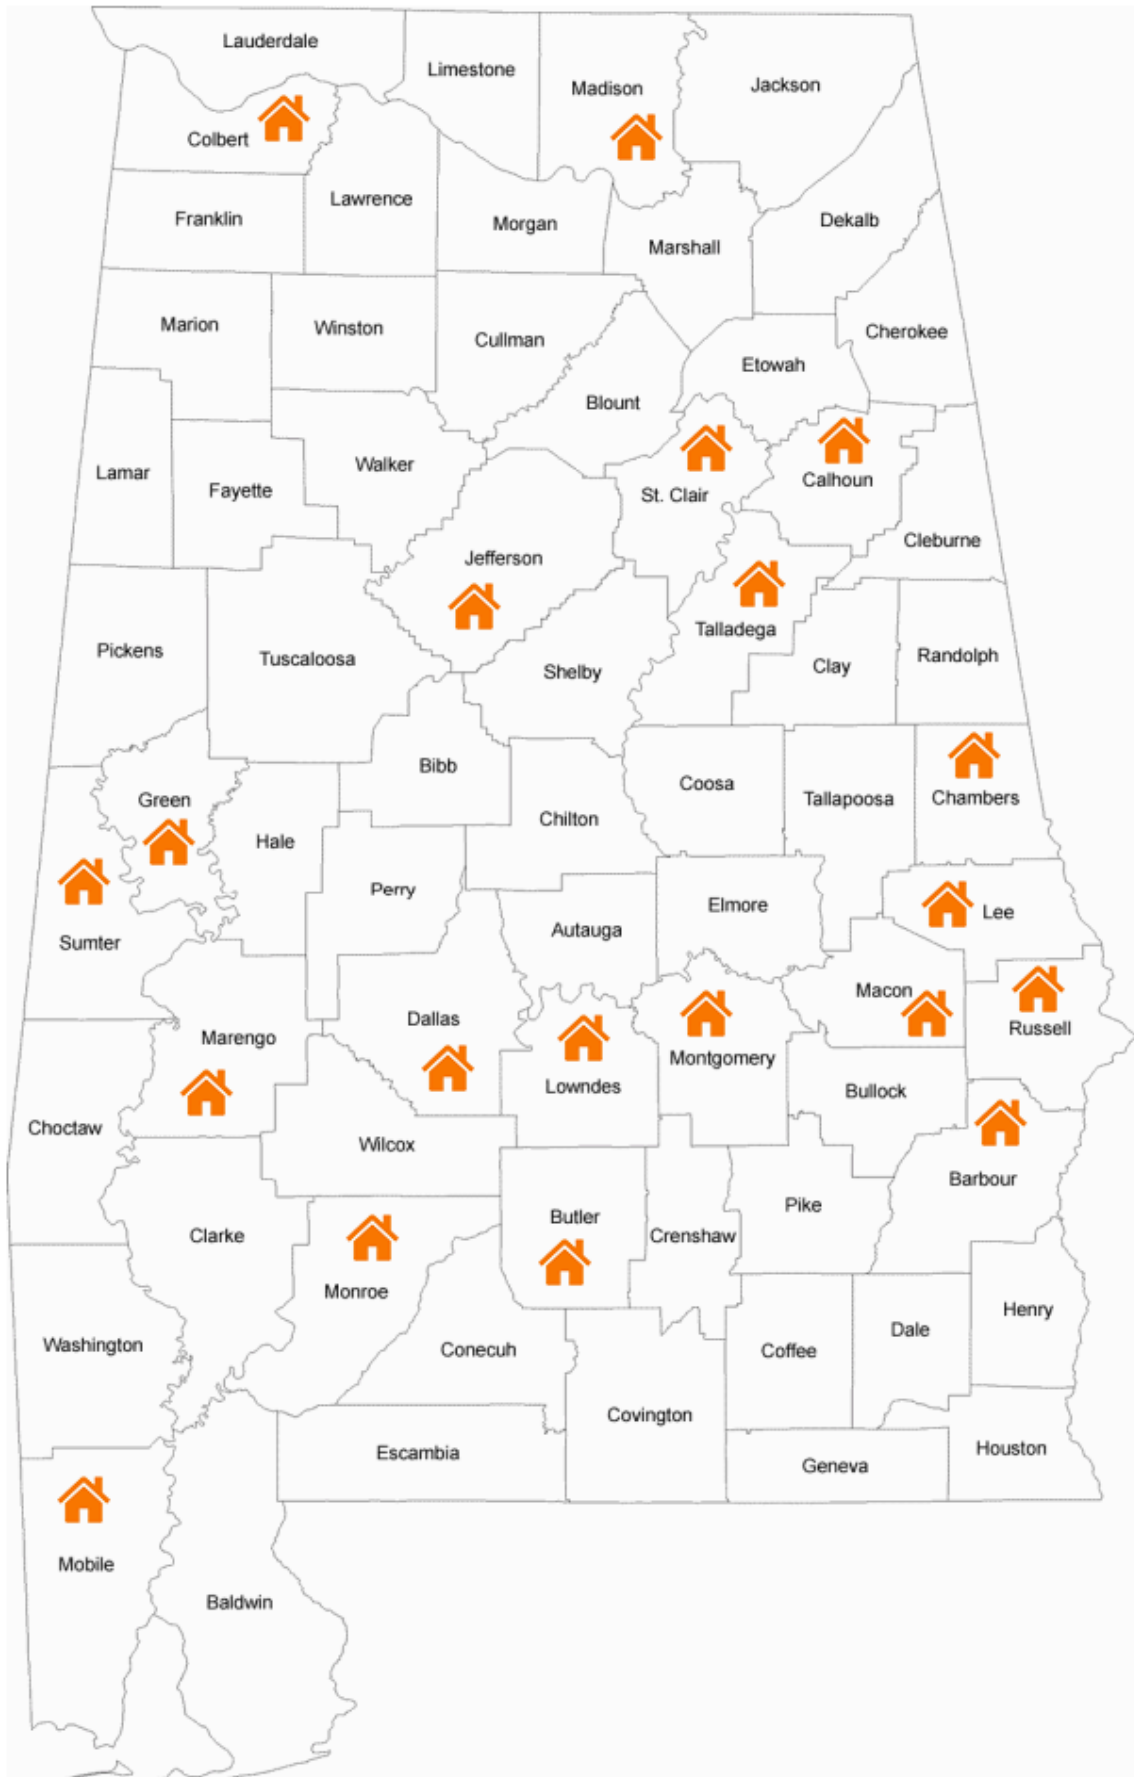 Lauderdale
Limestone
Madison
Jackson
Colbert
Lawrence
Franklin
Morgan
Dekalb
Marshall
Marion
Winston
Cullman
Cherokee
Etowah
Blount
Lamar
Walker
Fayette
St. Clair
Calhoun
Cleburne
Jefferson
Talladega
Pickens
Tuscaloosa
Shelby
Clay
Randolph
Bibb
Coosa
Green
Chilton
Tallapoosa
Chambers
Hale
Perry
Elmore
Lee
Autauga
Sumter
Macon
Dallas
Russell
Marengo
Montgomery
Lowndes
Bullock
Choctaw
Wilcox
Barbour
Pike
Butler
Clarke
Crenshaw
Monroe
Henry
Washington
Dale
Conecuh
Coffee
Covington
Houston
Escambia
Geneva
Mobile
Baldwin